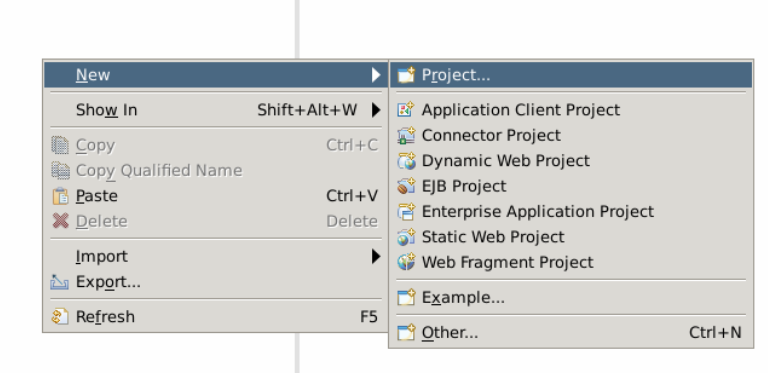 New
Show In Shift+Alt+W
Copy Ctrl+C
Copy Qualified Name
Paste Ctrl+V
Delete Delete
Import
Export...
Refresh F5
Project...
Application Client Project
Connector Project
Dynamic Web Project
EJB Project
Enterprise Application Project
Static Web Project
Web Fragment Project
Example...
Other... Ctrl+N